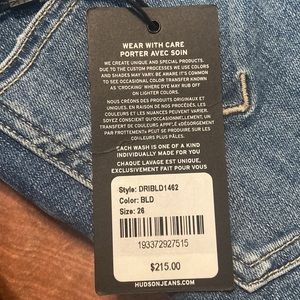 WEAR WITH CARE
PORTER AVEC SOIN
WE CREATE UNIQUE AND SPECIAL PRODUCTS.
DUE TO THE CUSTOM PROCESSES WE USE COLORS
AND SHADES MAY VARY. BE AWARE IT'S COMMON
TO SEE OCCASIONAL COLOR TRANSFER KNOWN
AS 'CROCKING' WHERE DYE MAY RUB OFF
ON LIGHTER COLORS.
NOUS CRÉONS DES PRODUITS ORIGINAUX ET
UNIQUES. EN RAISON DE NOS PROCÉDÉS, LES
COULEURS ET LES NUANCES PEUVENT VARIER.
SOYEZ CONSCIENT D'OCCASIONNELLEMENT, UN
TRANSFERT DE COULEUR APPELÉ «DÉGORGEMENT
PAR FROTTEMENT»
SUR LES
COULEURS PLUS PÂLES.
EACH WASH IS ONE OF A KIND
INDIVIDUALLY MADE FOR YOU
CHAQUE LAVAGE EST UNIQUE,
EXCLUSIVEMENT FAIT POUR VOUS
Style: DRIBLD1462
Color: BLD
Size: 26
193372927515
$215.00
HUDSONJEANS.COM